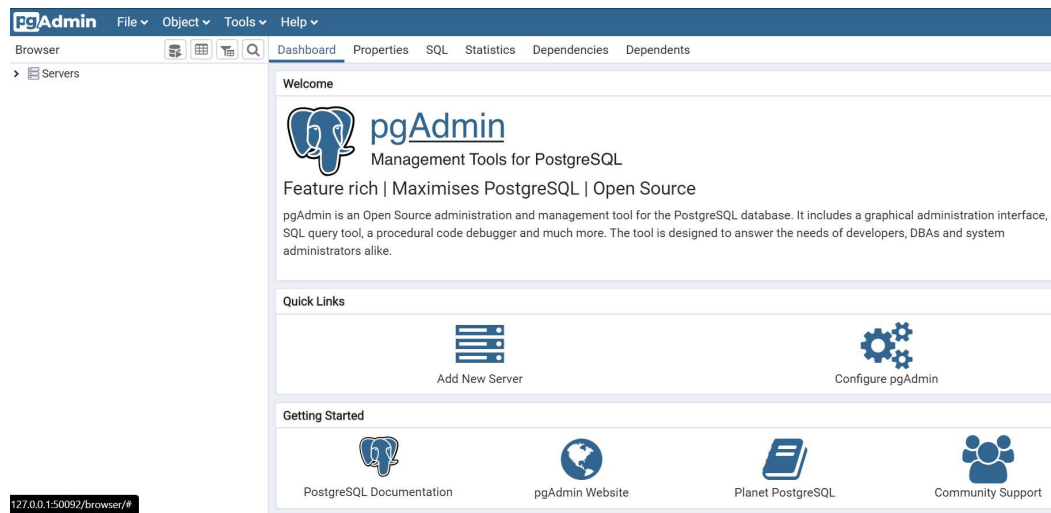 pgAdmin File Object Tools Help
Browser
Dashboard Properties SQL Statistics Dependencies Dependents
Servers
Welcome
pgAdmin
Management Tools for PostgreSQL
Feature rich | Maximises PostgreSQL | Open Source
pgAdmin is an Open Source administration and management tool for the PostgreSQL database. It includes a graphical administration interface,
SQL query tool, a procedural code debugger and much more. The tool is designed to answer the needs of developers, DBAs and system
administrators alike.
Quick Links
Add New Server
Configure pgAdmin
Getting Started
PostgreSQL Documentation
pgAdmin Website
Planet PostgreSQL
Community Support
127.0.0.1:50092/browser/#